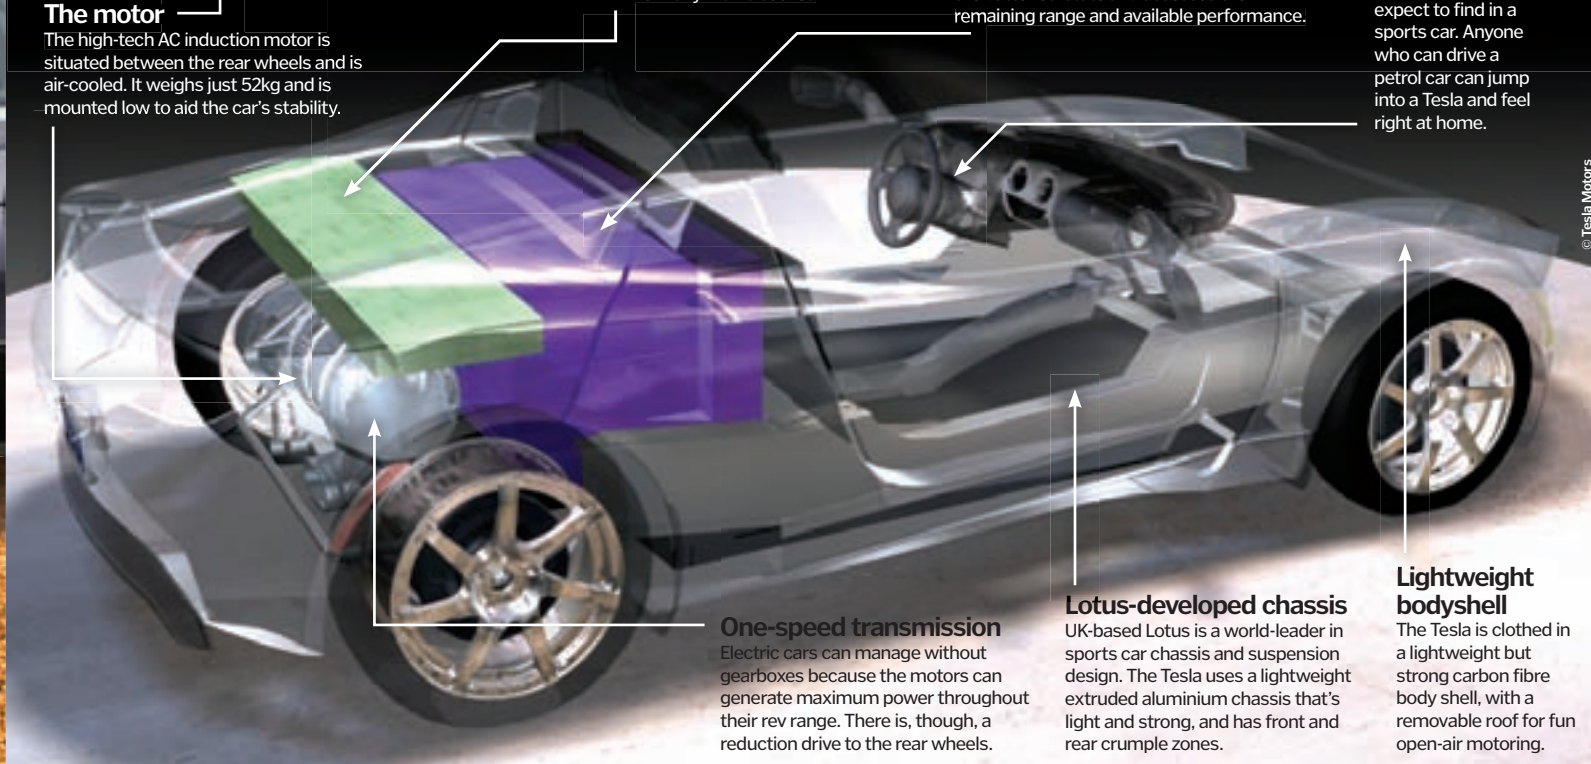 The motor
The high-tech AC induction motor is
situated between the rear wheels and is
air-cooled. It weighs just 52kg and is
mounted low to aid the car's stability.
remaining range and available performance.
expect to find in a
sports car. Anyone
who can drive a
petrol car can jump
into a Tesla and feel
right at home.
© Tesla Motors
One-speed transmission
Electric cars can manage without
gearboxes because the motors can
generate maximum power throughout
their rev range. There is, though, a
reduction drive to the rear wheels.
Lotus-developed chassis
UK-based Lotus is a world-leader in
sports car chassis and suspension
design. The Tesla uses a lightweight
extruded aluminium chassis that's
light and strong, and has front and
rear crumple zones.
Lightweight
bodyshell
The Tesla is clothed in
a lightweight but
strong carbon fibre
body shell, with a
removable roof for fun
open-air motoring.